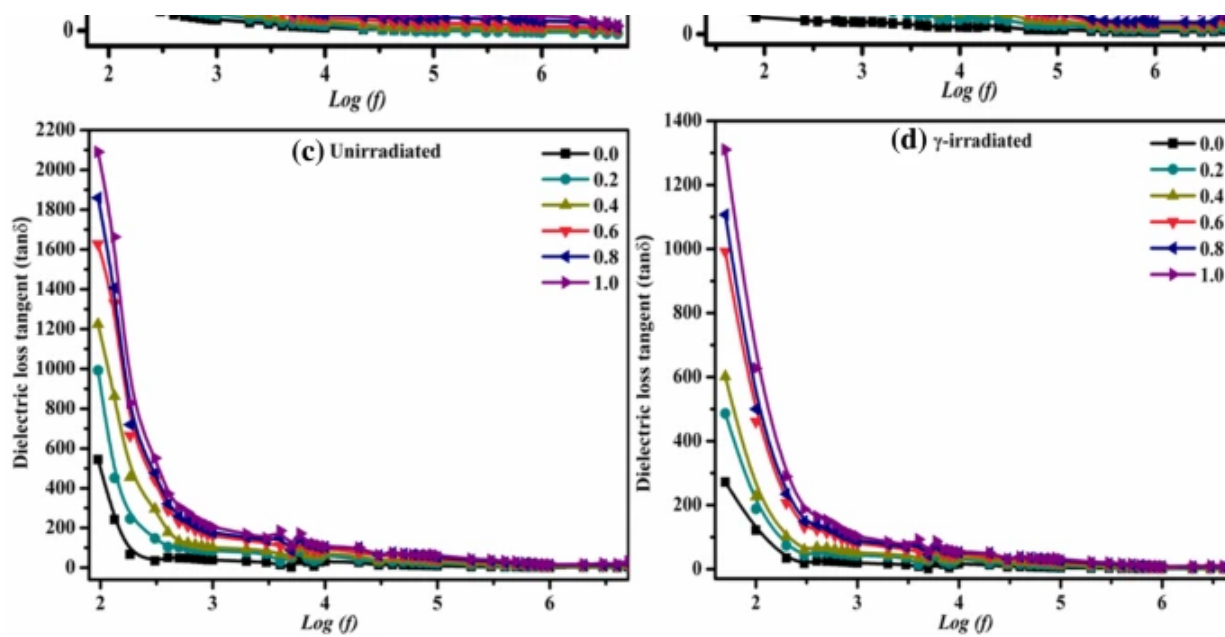 0
2 3 4 5 6
Log (f)
0
2 3 4 5 6
Log (f)
(c) Unirradiated
Dielectric loss tangent (tanδ)
2200
2000
1800
1600
1400
1200
1000
800
600
400
200
0
0.0
0.2
0.4
0.6
0.8
1.0
2 3 4 5 6
Log (f)
(d) γ-irradiated
Dielectric loss tangent (tanδ)
1400
1200
1000
800
600
400
200
0
0.0
0.2
0.4
0.6
0.8
1.0
2 3 4 5 6
Log (f)